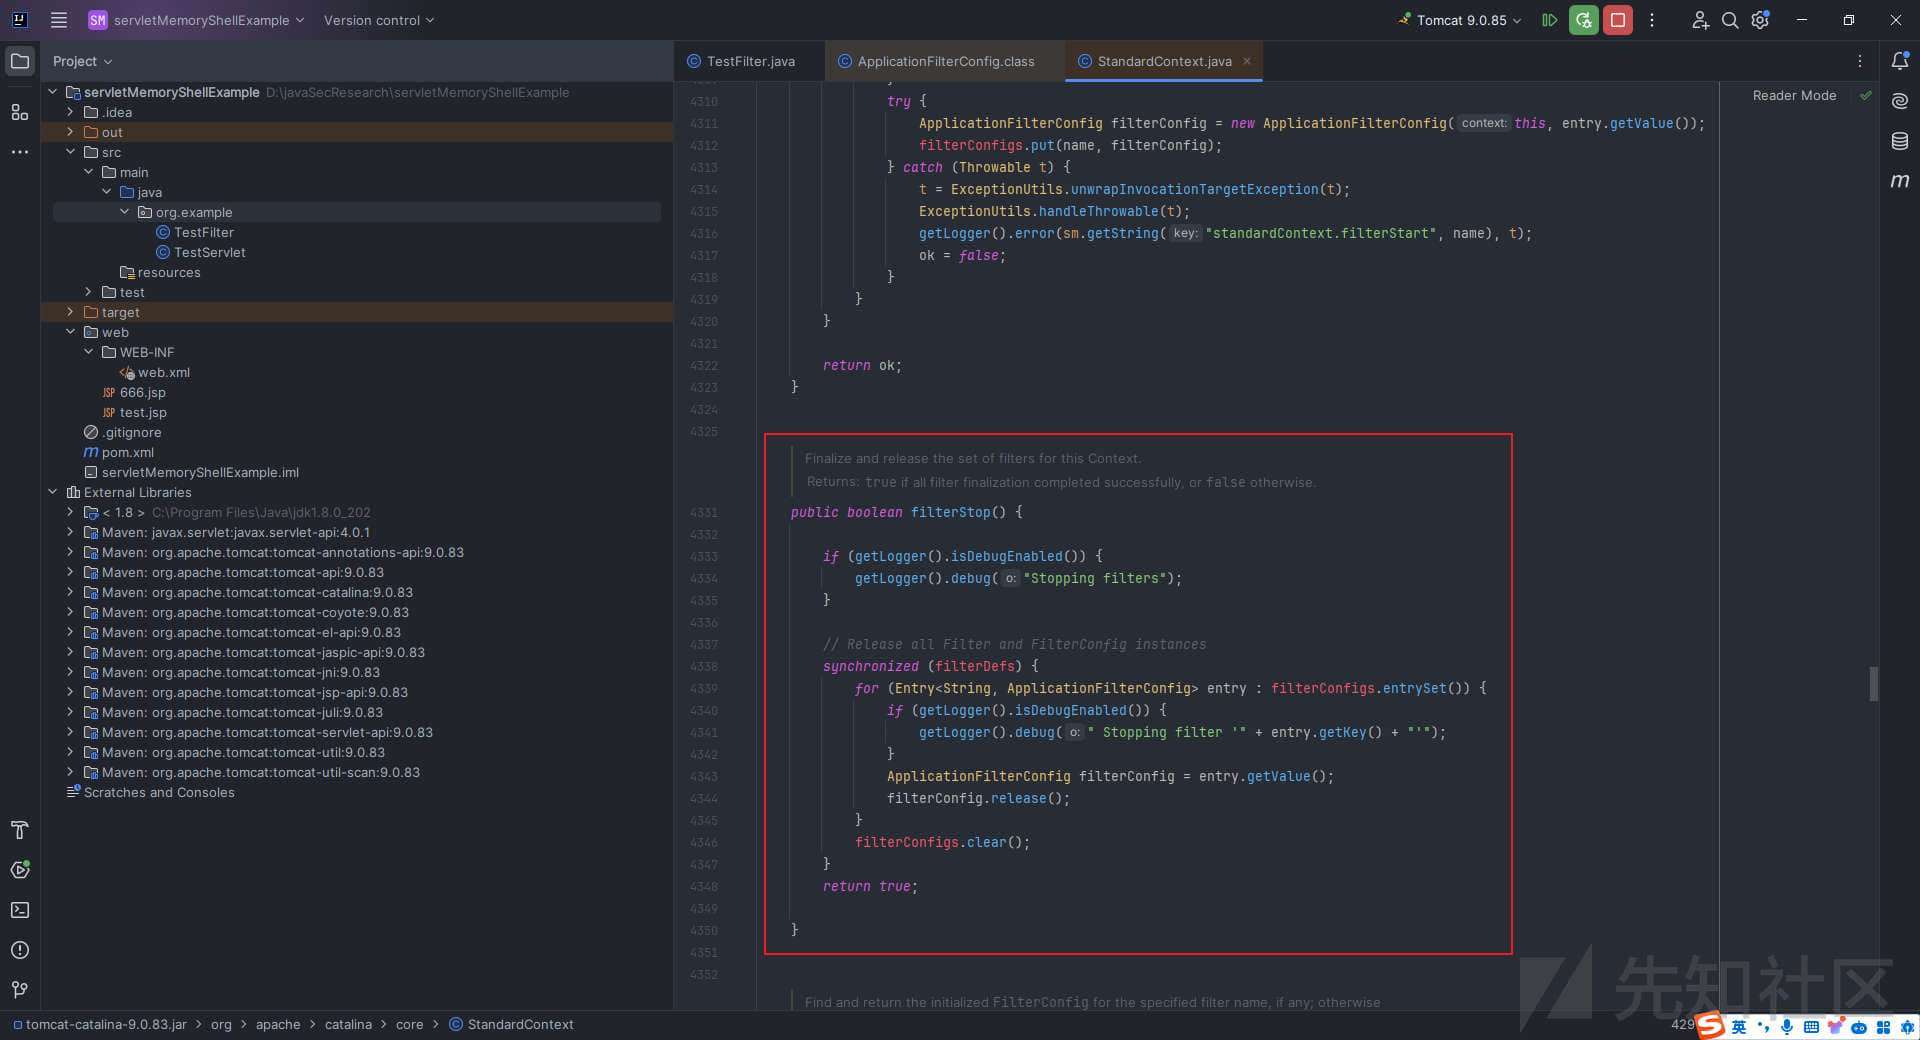 SM servletMemoryShellExample Version control Tomcat 9.0.85
Project
TestFilter.java ApplicationFilterConfig.class StandardContext.java
servletMemoryShellExample D:\javaSecResearch\servletMemoryShellExample
.idea
out
src
main
java
org.example
TestFilter
TestServlet
resources
test
target
web
WEB-INF
web.xml
JSP 666.jsp
JSP test.jsp
.gitignore
m pom.xml
servletMemoryShellExample.iml
External Libraries
< 1.8 > C:\Program Files\Java\jdk1.8.0_202
Maven: javax.servlet:javax.servlet-api:4.0.1
Maven: org.apache.tomcat:tomcat-annotations-api:9.0.83
Maven: org.apache.tomcat:tomcat-api:9.0.83
Maven: org.apache.tomcat:tomcat-catalina:9.0.83
Maven: org.apache.tomcat:tomcat-coyote:9.0.83
Maven: org.apache.tomcat:tomcat-el-api:9.0.83
Maven: org.apache.tomcat:tomcat-jaspic-api:9.0.83
Maven: org.apache.tomcat:tomcat-jni:9.0.83
Maven: org.apache.tomcat:tomcat-jsp-api:9.0.83
Maven: org.apache.tomcat:tomcat-juli:9.0.83
Maven: org.apache.tomcat:tomcat-servlet-api:9.0.83
Maven: org.apache.tomcat:tomcat-util:9.0.83
Maven: org.apache.tomcat:tomcat-util-scan:9.0.83
Scratches and Consoles
Reader Mode
4310 try {
4311 ApplicationFilterConfig filterConfig = new ApplicationFilterConfig( context: this, entry.getValue());
4312 filterConfigs.put(name, filterConfig);
4313 } catch (Throwable t) {
4314 t = ExceptionUtils.unwrapInvocationTargetException(t);
4315 ExceptionUtils.handleThrowable(t);
4316 getLogger().error(sm.getString( key: "standardContext.filterStart", name), t);
4317 ok = false;
4318 }
4319 }
4320 }
4321
4322 return ok;
4323 }
4324
4325
Finalize and release the set of filters for this Context.
Returns: true if all filter finalization completed successfully, or false otherwise.
4331 public boolean filterStop() {
4332
4333 if (getLogger().isDebugEnabled()) {
4334 getLogger().debug( o: "Stopping filters");
4335 }
4336
4337 // Release all Filter and FilterConfig instances
4338 synchronized (filterDefs) {
4339 for (Entry<String, ApplicationFilterConfig> entry : filterConfigs.entrySet()) {
4340 if (getLogger().isDebugEnabled()) {
4341 getLogger().debug( o: " Stopping filter '" + entry.getKey() + "'");
4342 }
4343 ApplicationFilterConfig filterConfig = entry.getValue();
4344 filterConfig.release();
4345 }
4346 filterConfigs.clear();
4347 }
4348 return true;
4349
4350 }
4351
4352
Find and return the initialized FilterConfig for the specified filter name, if any; otherwise
先知社区
tomcat-catalina-9.0.83.jar > org > apache > catalina > core > StandardContext
429
英